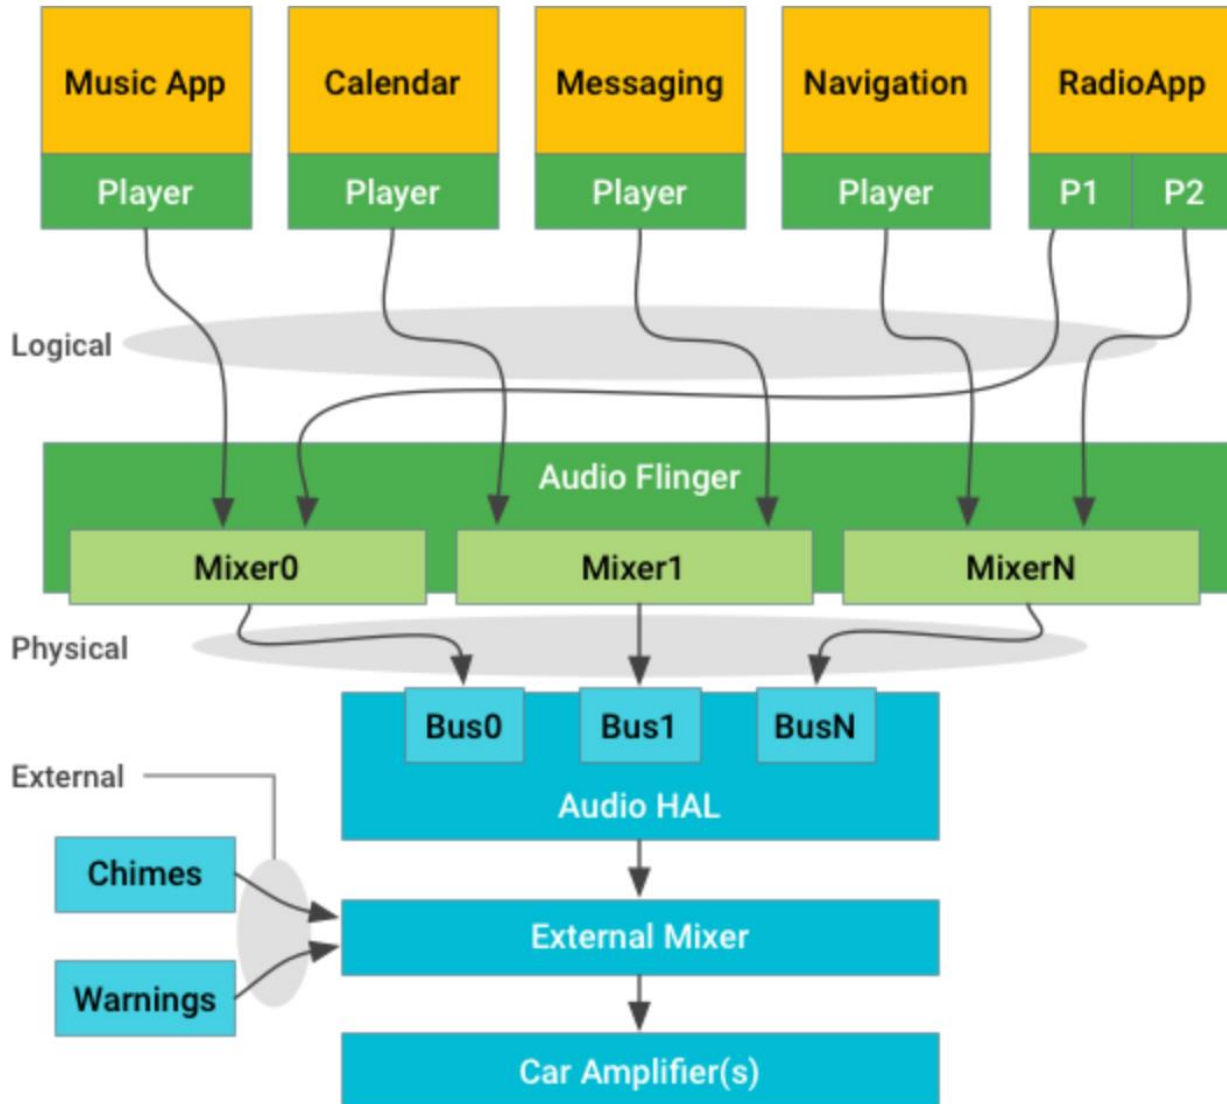 Music App
Calendar
Messaging
Navigation
RadioApp
Player
Player
Player
Player
P1
P2
Logical
Audio Flinger
Mixer0
Mixer1
MixerN
Physical
Bus0
Bus1
BusN
External
Audio HAL
Chimes
External Mixer
Warnings
Car Amplifier(s)